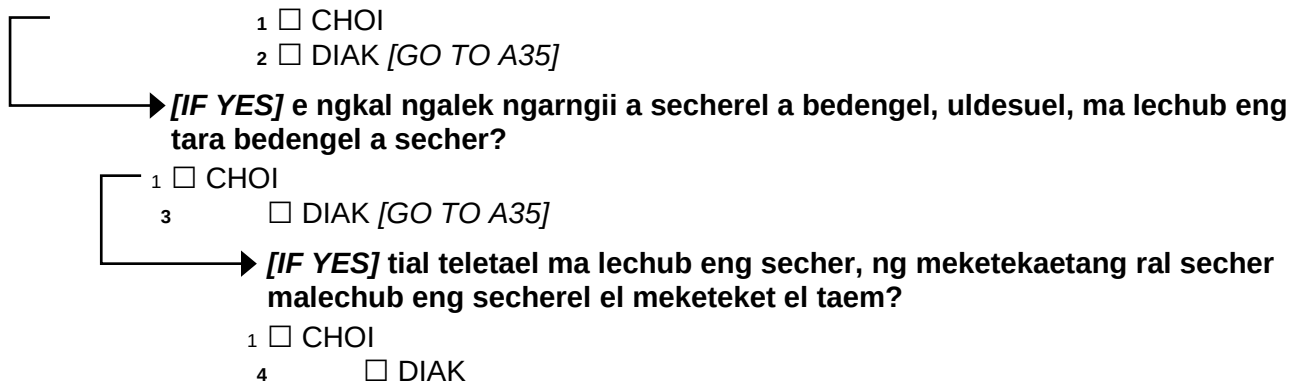 1 ☐ CHOI
2 ☐ DIAK [GO TO A35]
[IF YES] e ngkal ngalek ngarngii a secherel a bedengel, uldesuel, ma lechub eng
tara bedengel a secher?
1 ☐ CHOI
3 ☐ DIAK [GO TO A35]
[IF YES] tial teletael ma lechub eng secher, ng meketekaetang ral secher
malechub eng secherel el meketeket el taem?
1 ☐ CHOI
4 ☐ DIAK